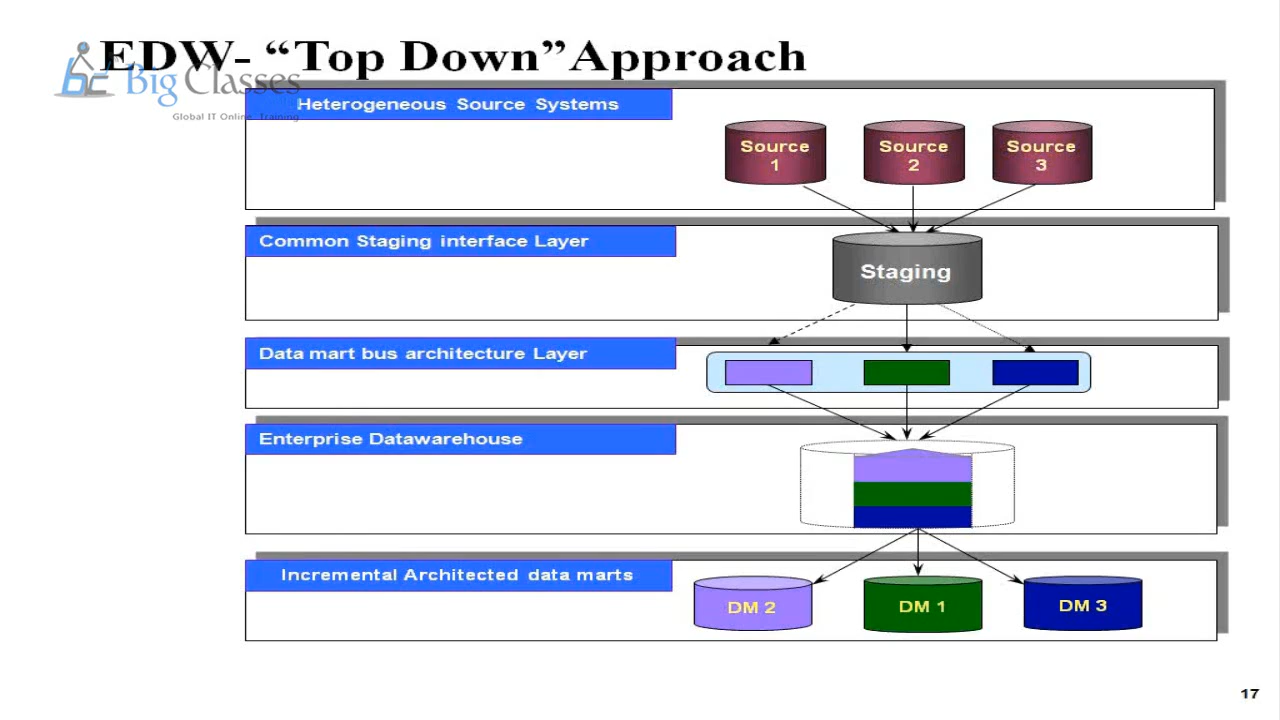 EDW- “Top Down”Approach
bc Big Classes
Global IT Online Training
Heterogeneous Source Systems
Source
1
Source
2
Source
3
Common Staging interface Layer
Staging
Data mart bus architecture Layer
Enterprise Datawarehouse
Incremental Architected data marts
DM 2
DM 1
DM 3
17